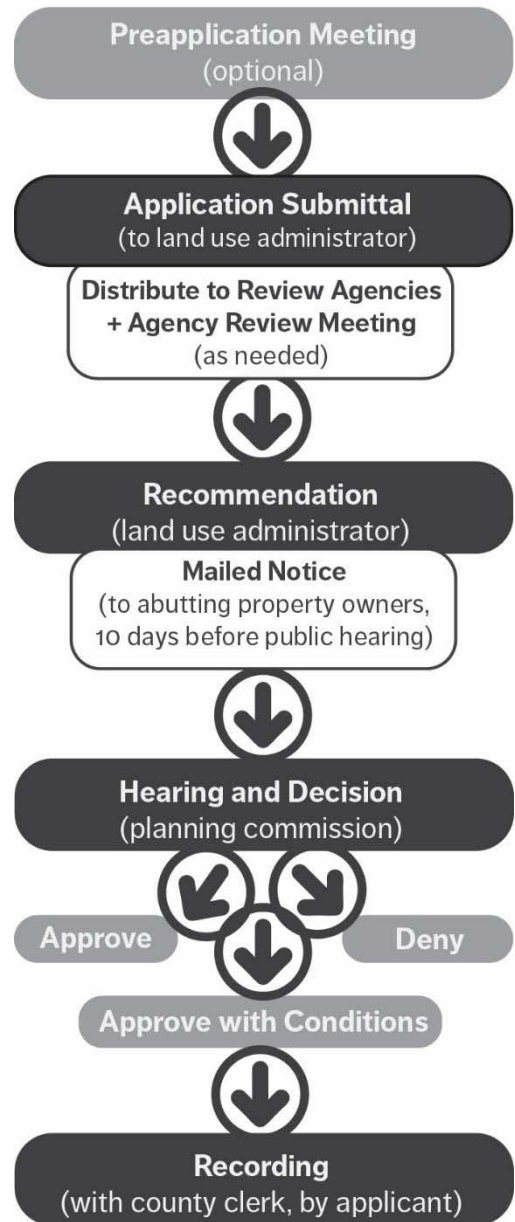 Preapplication Meeting
(optional)
Application Submittal
(to land use administrator)
Distribute to Review Agencies
+ Agency Review Meeting
(as needed)
Recommendation
(land use administrator)
Mailed Notice
(to abutting property owners,
10 days before public hearing)
Hearing and Decision
(planning commission)
Approve
Deny
Approve with Conditions
Recording
(with county clerk, by applicant)